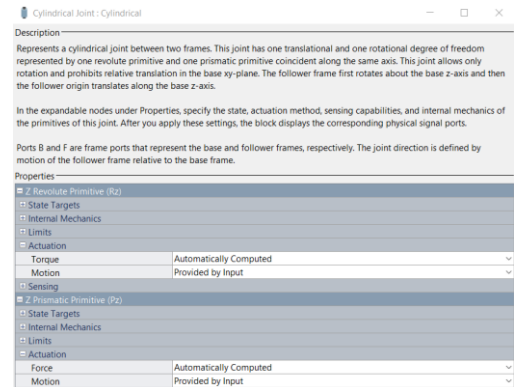 Cylindrical Joint : Cylindrical
Description
Represents a cylindrical joint between two frames. This joint has one translational and one rotational degree of freedom
represented by one revolute primitive and one prismatic primitive coincident along the same axis. This joint allows only
rotation and prohibits relative translation in the base xy-plane. The follower frame first rotates about the base z-axis and then
the follower origin translates along the base z-axis.
In the expandable nodes under Properties, specify the state, actuation method, sensing capabilities, and internal mechanics of
the primitives of this joint. After you apply these settings, the block displays the corresponding physical signal ports.
Ports B and F are frame ports that represent the base and follower frames, respectively. The joint direction is defined by
motion of the follower frame relative to the base frame.
Properties
Z Revolute Primitive (Rz)
State Targets
Internal Mechanics
Limits
Actuation
Torque Automatically Computed
Motion Provided by Input
Sensing
Z Prismatic Primitive (Pz)
State Targets
Internal Mechanics
Limits
Actuation
Force Automatically Computed
Motion Provided by Input